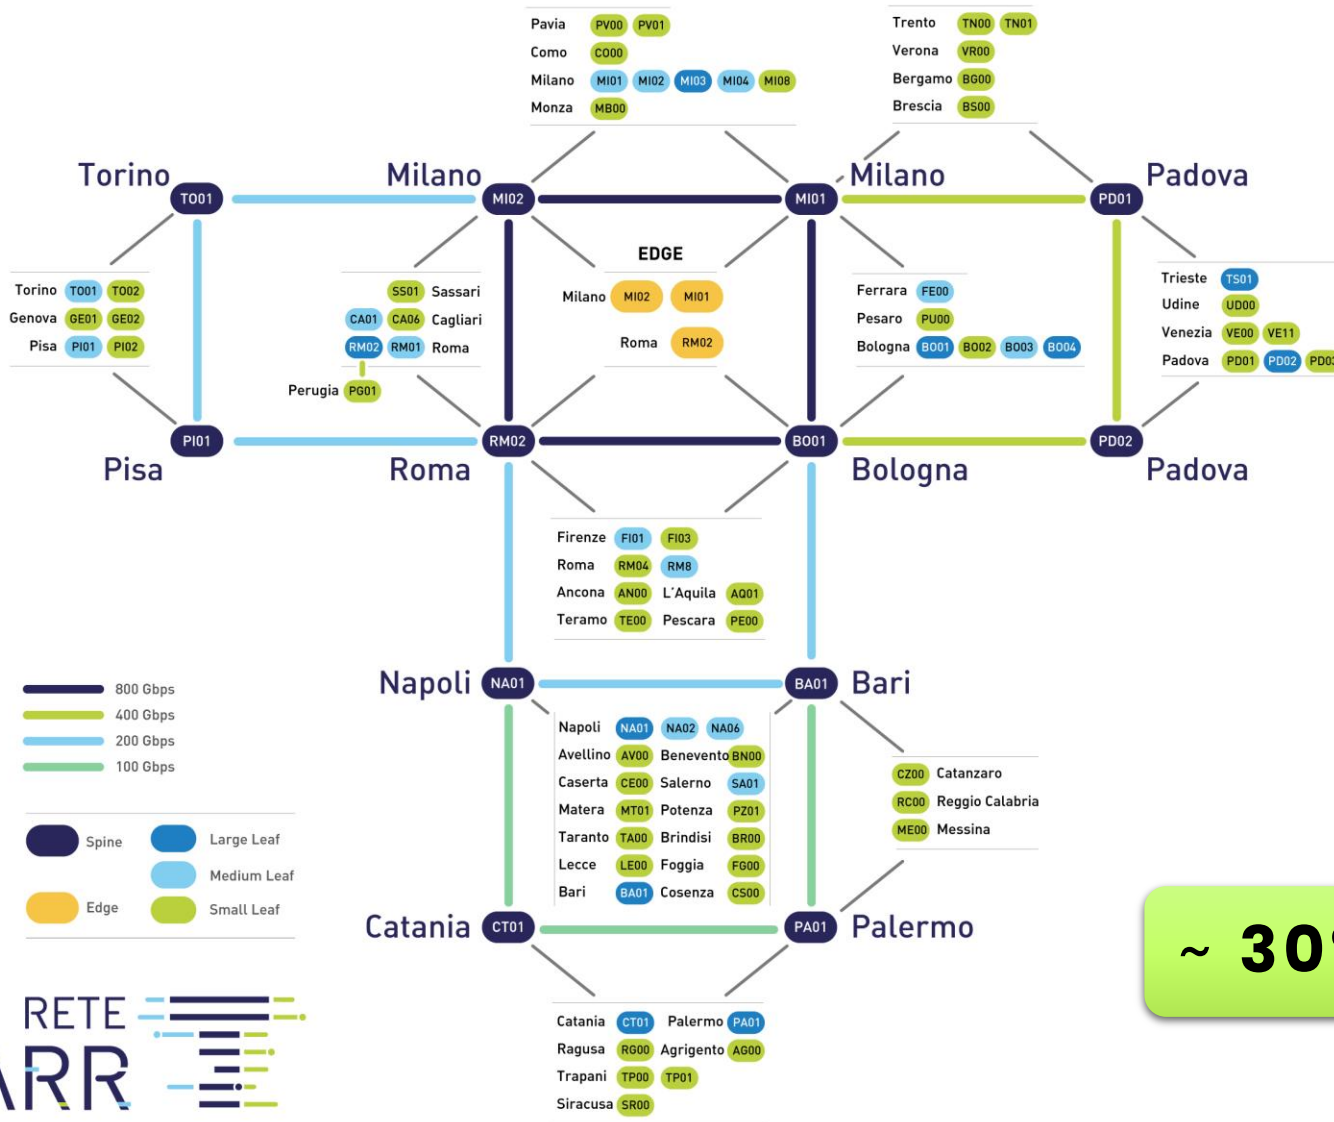 Pavia PV00 PV01
Como CO00
Milano MI01 MI02 MI03 MI04 MI08
Monza MB00
Trento TN00 TN01
Verona VR00
Bergamo BG00
Brescia BS00
Torino
TO01
Milano
MI02
Milano
MI01
Padova
PD01
Torino TO01 TO02
Genova GE01 GE02
Pisa PI01 PI02
SS01 Sassari
CA01 CA06 Cagliari
RM02 RM01 Roma
Perugia PG01
EDGE
Milano MI02 MI01
Roma RM02
Ferrara FE00
Pesaro PU00
Bologna BO01 BO02 BO03 BO04
Trieste TS01
Udine UD00
Venezia VE00 VE11
Padova PD01 PD02 PD03
PI01
Pisa
RM02
Roma
BO01
Bologna
PD02
Padova
Firenze FI01 FI03
Roma RM04 RM8
Ancona AN00 L'Aquila AQ01
Teramo TE00 Pescara PE00
Napoli NA01
BA01 Bari
800 Gbps
400 Gbps
200 Gbps
100 Gbps
Spine
Large Leaf
Medium Leaf
Edge
Small Leaf
Napoli NA01 NA02 NA06
Avellino AV00 Benevento BN00
Caserta CE00 Salerno SA01
Matera MT01 Potenza PZ01
Taranto TA00 Brindisi BR00
Lecce LE00 Foggia FG00
Bari BA01 Cosenza CS00
CZ00 Catanzaro
RC00 Reggio Calabria
ME00 Messina
Catania CT01
PA01 Palermo
Catania CT01 Palermo PA01
Ragusa RG00 Agrigento AG00
Trapani TP00 TP01
Siracusa SR00
~ 30
RETE
ARR